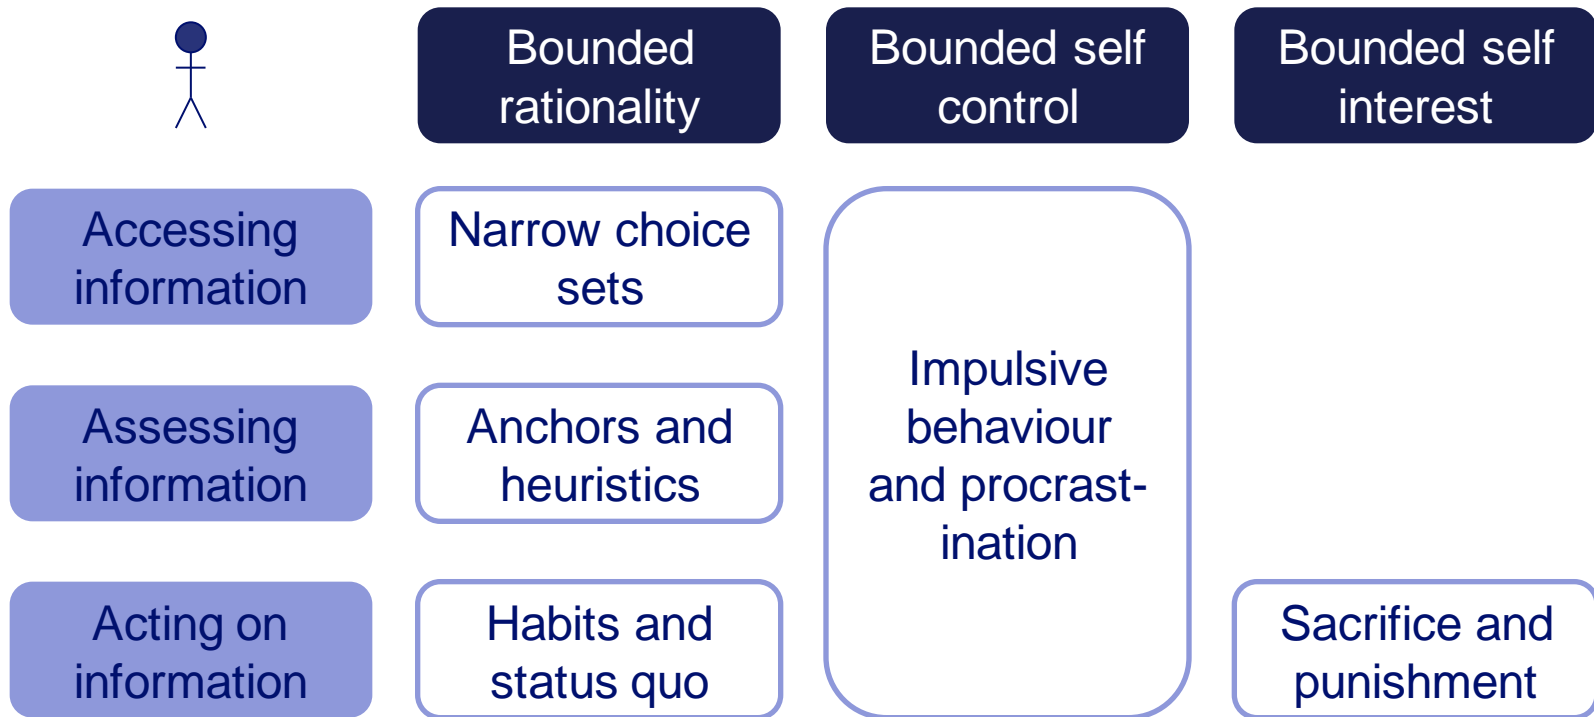 Bounded
rationality
Bounded self
control
Bounded self
interest
Accessing
information
Narrow choice
sets
Assessing
information
Anchors and
heuristics
Impulsive
behaviour
and procrast-
ination
Acting on
information
Habits and
status quo
Sacrifice and
punishment